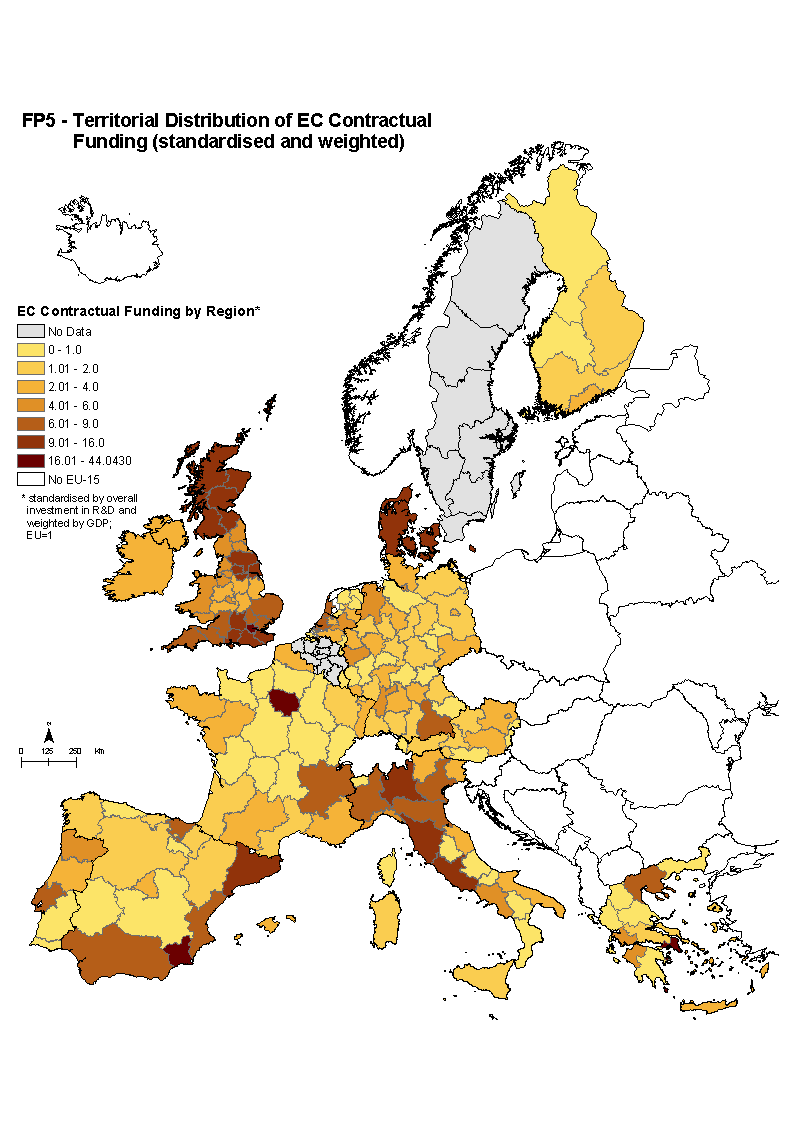 FP5 - Territorial Distribution of EC Contractual
Funding (standardised and weighted)
EC Contractual Funding by Region*
No Data
0 - 1.0
1.01 - 2.0
2.01 - 4.0
4.01 - 6.0
6.01 - 9.0
9.01 - 16.0
16.01 - 44.0430
No EU-15
* standardised by overall
investment in R&D and
weighted by GDP;
EU=1
N
0 125 250 Km